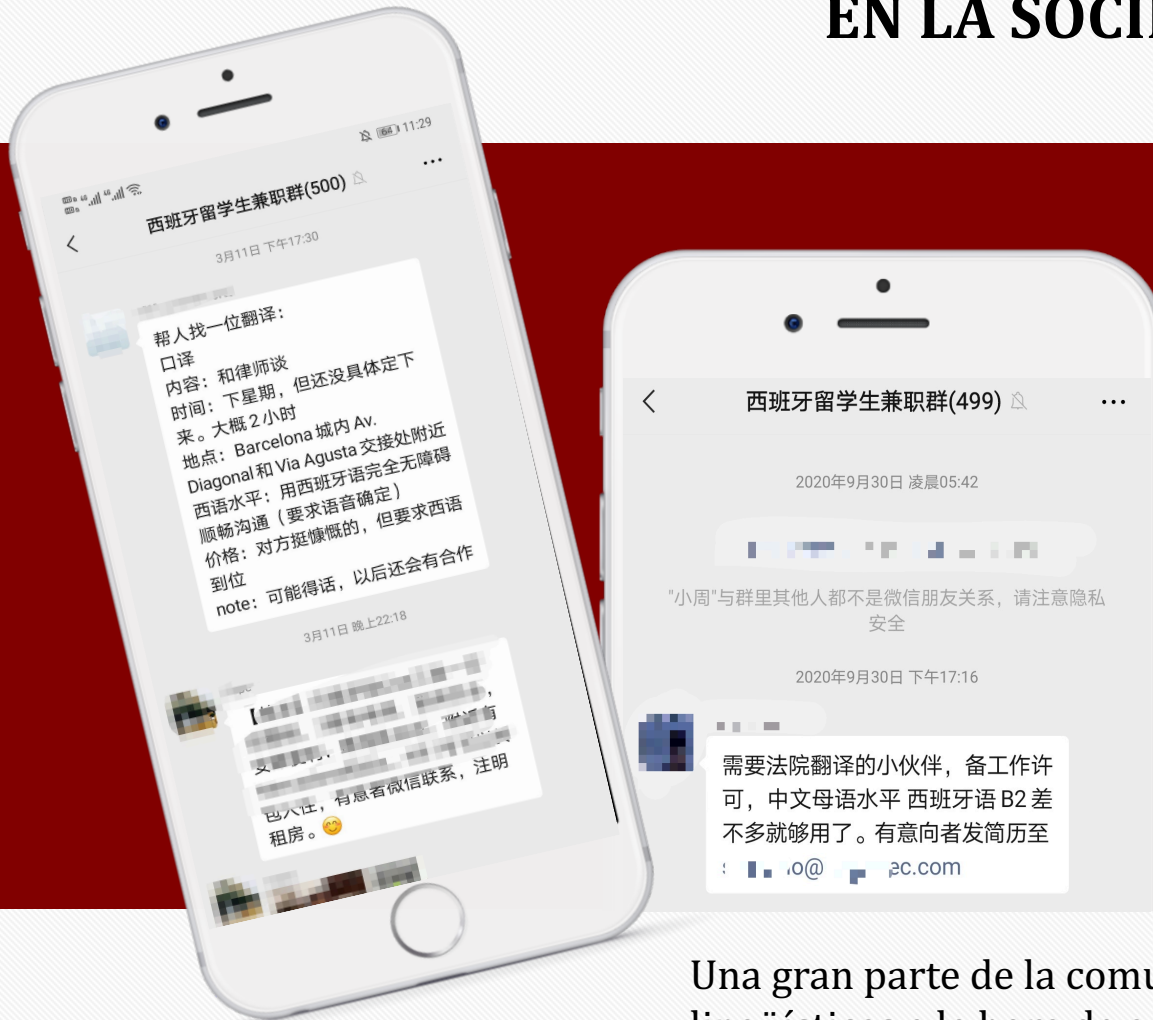 EN LA SOCI
64 11:29
西班牙留学生兼职群(500)
3月11日 下午17:30
帮人找一位翻译：
口译
内容：和律师谈
时间：下星期，但还没具体定下
来。大概2小时
地点：Barcelona 城内 Av.
Diagonal和 Via Agusta交接处附近
西语水平：用西班牙语完全无障碍
顺畅沟通（要求语音确定）
价格：对方挺慷慨的，但要求西语
到位
note：可能得话，以后还会有合作
3月11日 晚上22:18
包入住，有意者微信联系，注明
租房。
西班牙留学生兼职群(499)
2020年9月30日 凌晨05:42
"小周"与群里其他人都不是微信朋友关系，请注意隐私
安全
2020年9月30日 下午17:16
需要法院翻译的小伙伴，备工作许
可，中文母语水平 西班牙语 B2 差
不多就够用了。有意向者发简历至
ec.com
Una gran parte de la comu